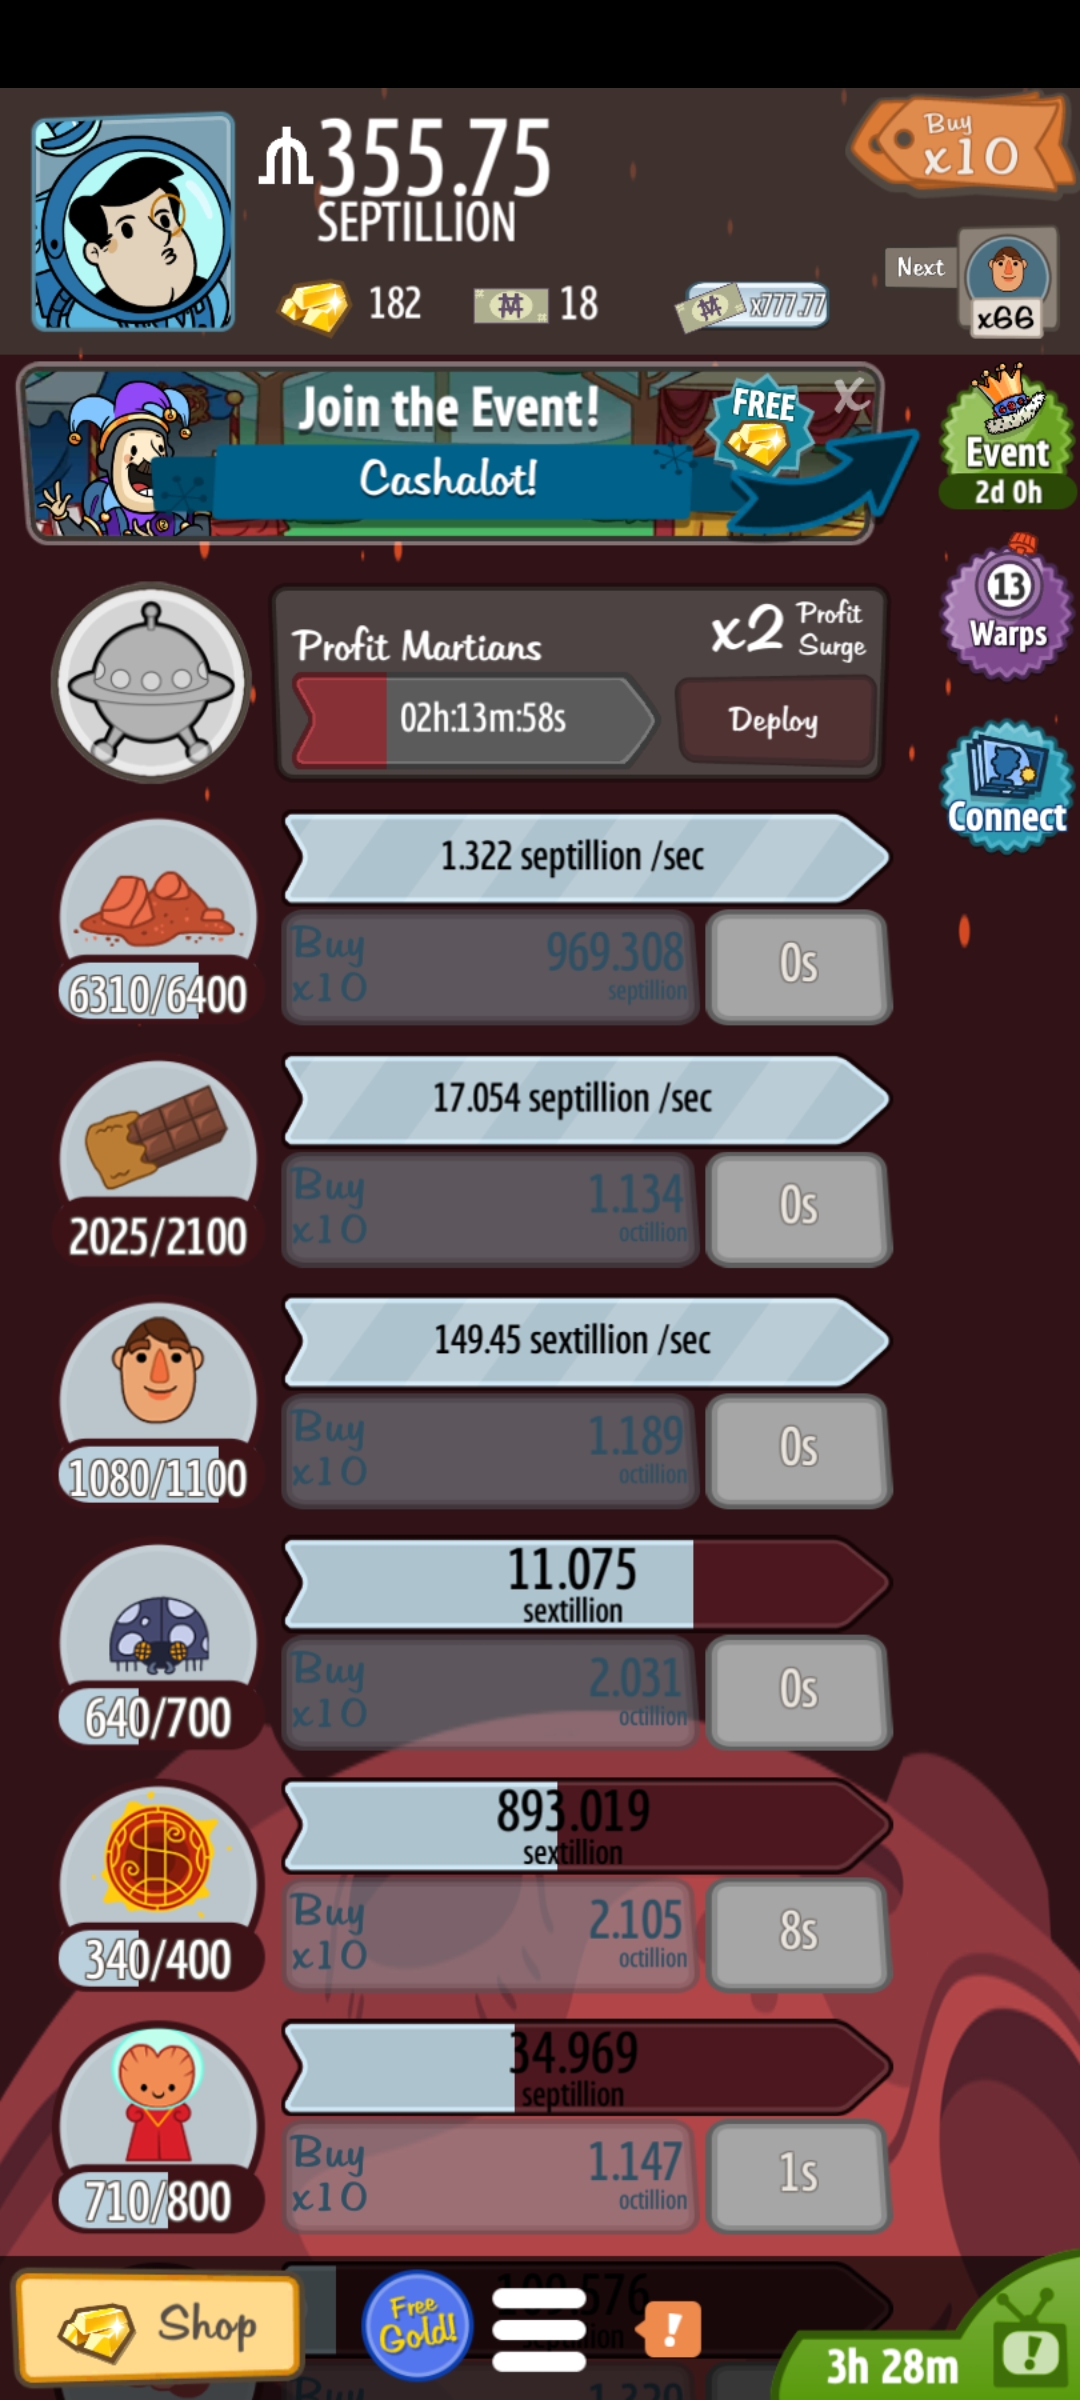 355.75
SEPTILLION
Buy
x10
182
18
x777.77
Next
x66
Join the Event!
FREE
X
Cashalot!
Event
2d 0h
Profit Martians
x2 Profit
Surge
02h:13m:58s
Deploy
13
Warps
Connect
1.322 septillion /sec
6310/6400
Buy
x10
969.308
septillion
0s
17.054 septillion /sec
2025/2100
Buy
x10
1.134
octillion
0s
149.45 sextillion /sec
1080/1100
Buy
x10
1.189
octillion
0s
11.075
sextillion
640/700
Buy
x10
2.031
octillion
0s
893.019
sextillion
340/400
Buy
x10
2.105
octillion
8s
34.969
septillion
710/800
Buy
x10
1.147
octillion
1s
Shop
Free
Gold!
!
3h 28m
!
Buy
1.320